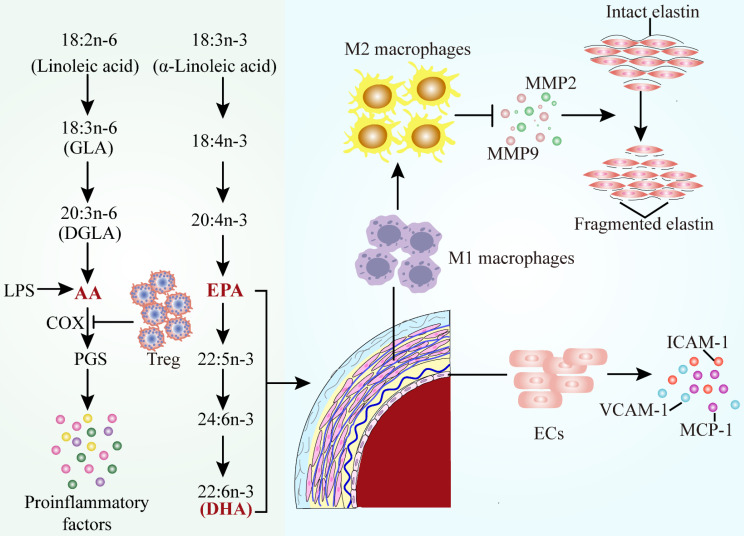 18:2n-6
(Linoleic acid)
18:3n-6
(GLA)
20:3n-6
(DGLA)
LPS
AA
COX
PGS
Treg
Proinflammatory
factors
18:3n-3
(α-Linoleic acid)
18:4n-3
20:4n-3
EPA
22:5n-3
24:6n-3
22:6n-3
(DHA)
M2 macrophages
M1 macrophages
MMP2
MMP9
Intact elastin
Fragmented elastin
ECs
ICAM-1
VCAM-1
MCP-1